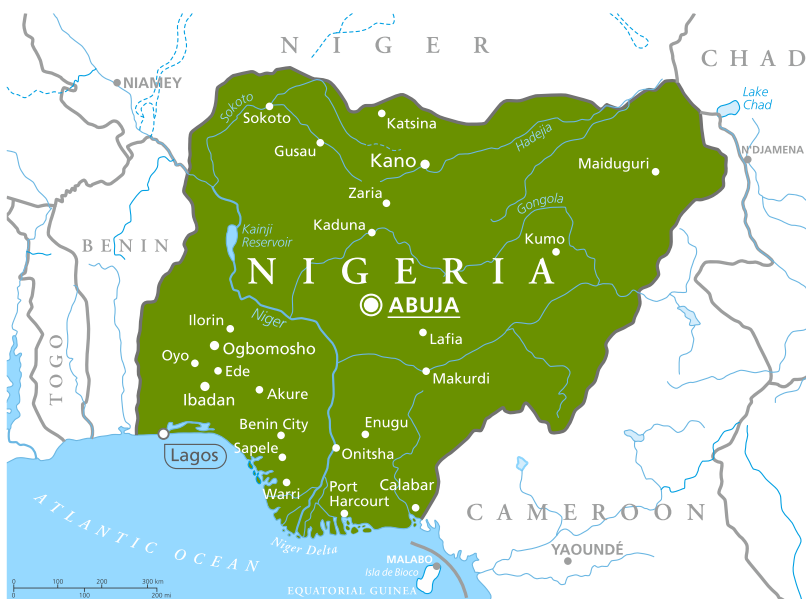 NIGER
CHAD
NIAMEY
Lake
Chad
Sokoto
Sokoto
Katsina
Hadejia
Gusau
N'DJAMENA
Kano
Maiduguri
Zaria
Gongola
Kaduna
Kainji
Reservoir
Kumo
BENIN
NIGERIA
ABUJA
Niger
Ilorin
Lafia
Ogbomosho
TOGO
Oyo
Ede
Makurdi
Ibadan
Akure
Benin City
Enugu
Lagos
Sapele
Onitsha
Warri
Port
Harcourt
Calabar
ATLANTIC OCEAN
CAMEROON
Niger Delta
YAOUNDÉ
MALABO
Isla de Bioco
EQUATORIAL GUINEA
0 100 200 300 km
0 100 200 mi